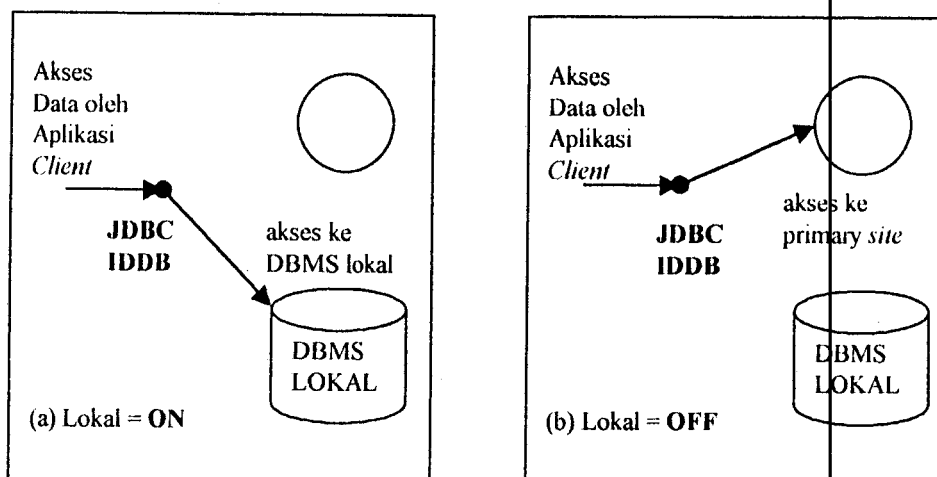 Akses
Data oleh
Aplikasi
Client
JDBC
IDDB
akses ke
DBMS lokal
DBMS
LOKAL
(a) Lokal = ON
Akses
Data oleh
Aplikasi
Client
JDBC
IDDB
akses ke
primary site
DBMS
LOKAL
(b) Lokal = OFF